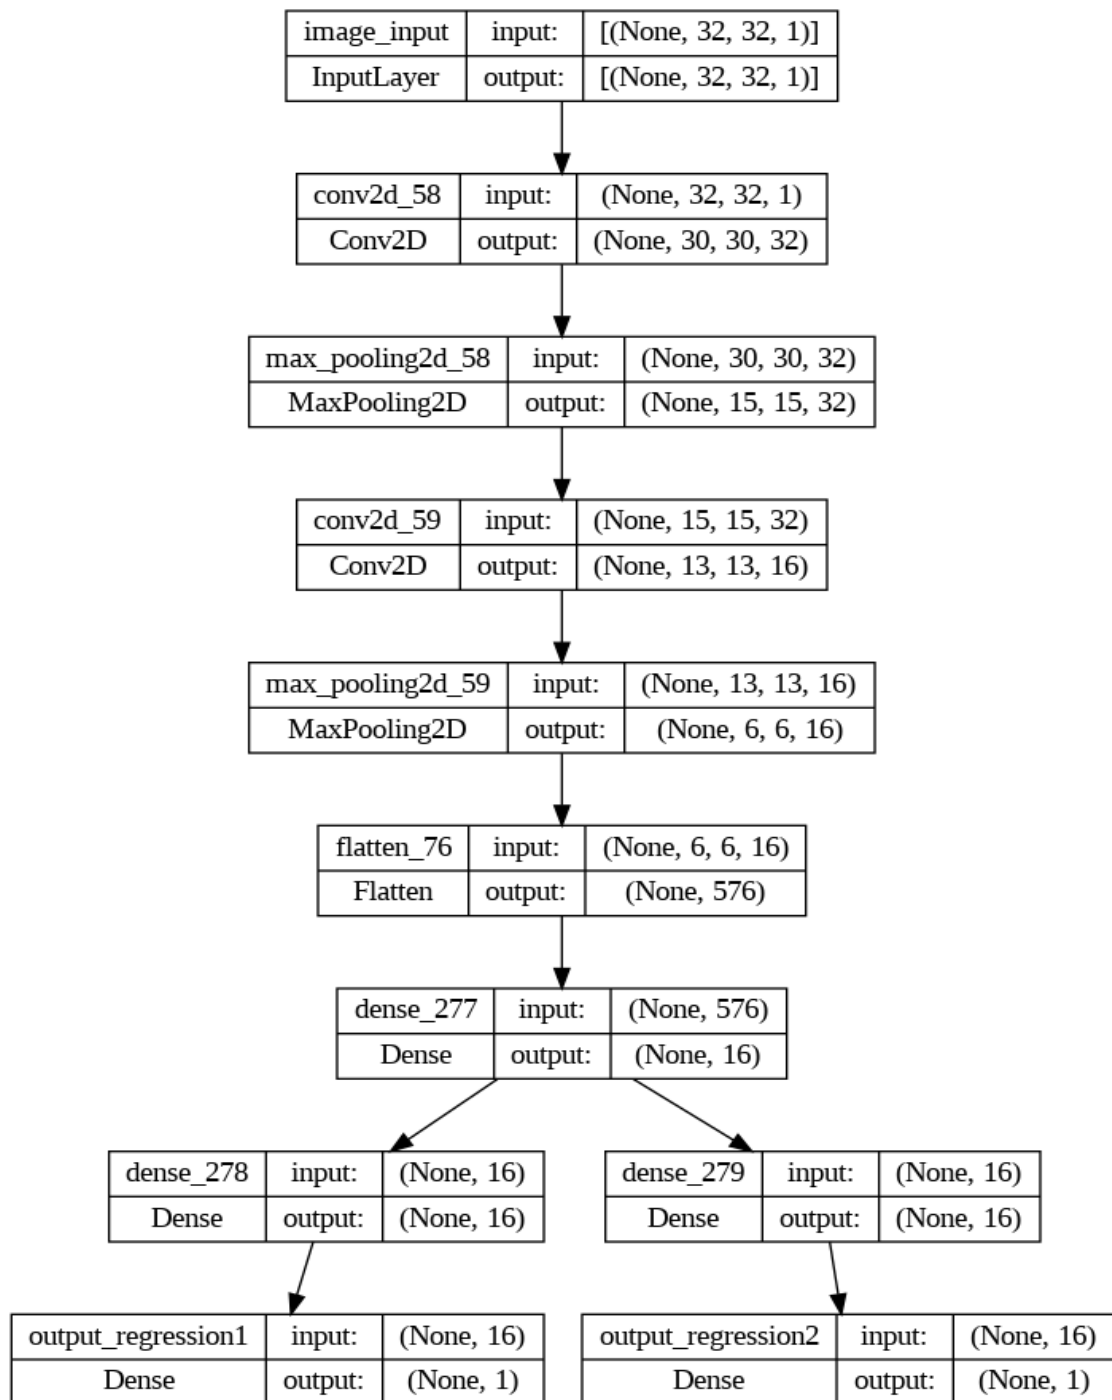 image_input input: [(None, 32, 32, 1)]
InputLayer output: [(None, 32, 32, 1)]
conv2d_58 input: (None, 32, 32, 1)
Conv2D output: (None, 30, 30, 32)
max_pooling2d_58 input: (None, 30, 30, 32)
MaxPooling2D output: (None, 15, 15, 32)
conv2d_59 input: (None, 15, 15, 32)
Conv2D output: (None, 13, 13, 16)
max_pooling2d_59 input: (None, 13, 13, 16)
MaxPooling2D output: (None, 6, 6, 16)
flatten_76 input: (None, 6, 6, 16)
Flatten output: (None, 576)
dense_277 input: (None, 576)
Dense output: (None, 16)
dense_278 input: (None, 16)
Dense output: (None, 16)
dense_279 input: (None, 16)
Dense output: (None, 16)
output_regression1 input: (None, 16)
Dense output: (None, 1)
output_regression2 input: (None, 16)
Dense output: (None, 1)